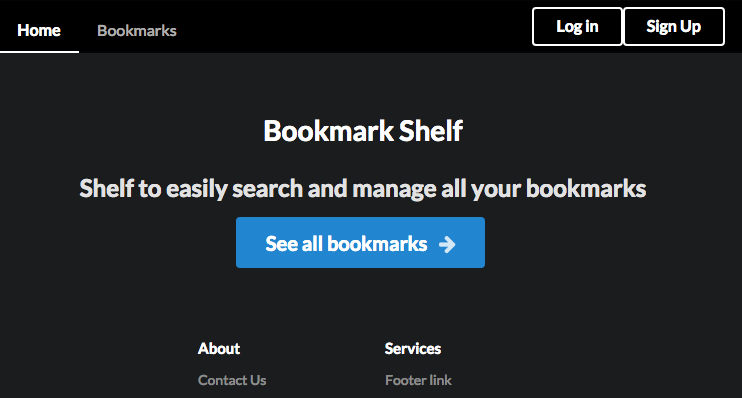 Home Bookmarks Log in Sign Up
Bookmark Shelf
Shelf to easily search and manage all your bookmarks
See all bookmarks
About Services
Contact Us Footer link